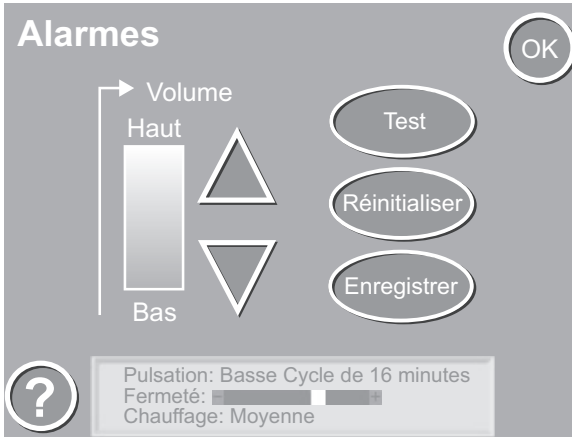 Alarmes
OK
Volume
Haut
Bas
Test
Réinitialiser
Enregistrer
?
Pulsation: Basse Cycle de 16 minutes
Fermeté: - +
Chauffage: Moyenne